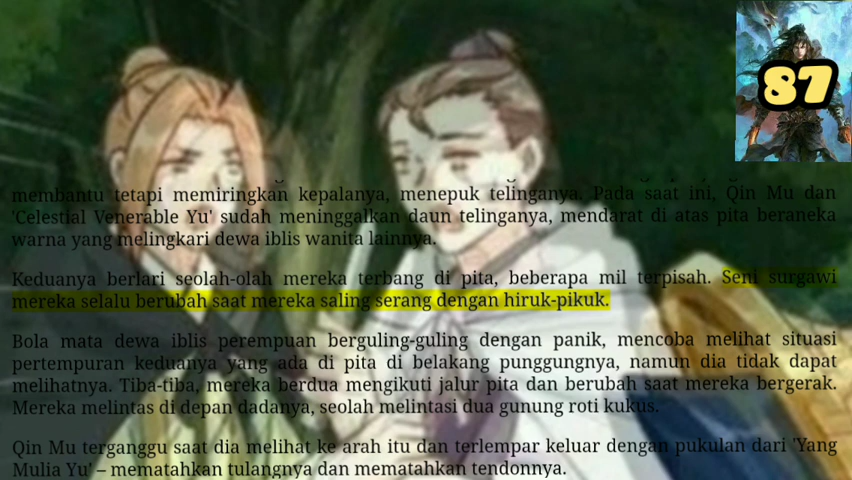 87
membantu tetapi memiringkan kepalanya, menepuk telinganya. Pada saat ini, Qin Mu dan
'Celestial Venerable Yu' sudah meninggalkan daun telinganya, mendarat di atas pita beraneka
warna yang melingkari dewa iblis wanita lainnya.
Keduanya berlari seolah-olah mereka terbang di pita, beberapa mil terpisah. Seni surgawi
mereka selalu berubah saat mereka saling serang dengan hiruk-pikuk.
Bola mata dewa iblis perempuan berguling-guling dengan panik, mencoba melihat situasi
pertempuran keduanya yang ada di pita di belakang punggungnya, namun dia tidak dapat
melihatnya. Tiba-tiba, mereka berdua mengikuti jalur pita dan berubah saat mereka bergerak.
Mereka melintas di depan dadanya, seolah melintasi dua gunung roti kukus.
Qin Mu terganggu saat dia melihat ke arah itu dan terlempar keluar dengan pukulan dari 'Yang
Mulia Yu' – mematahkan tulangnya dan mematahkan tendonnya.